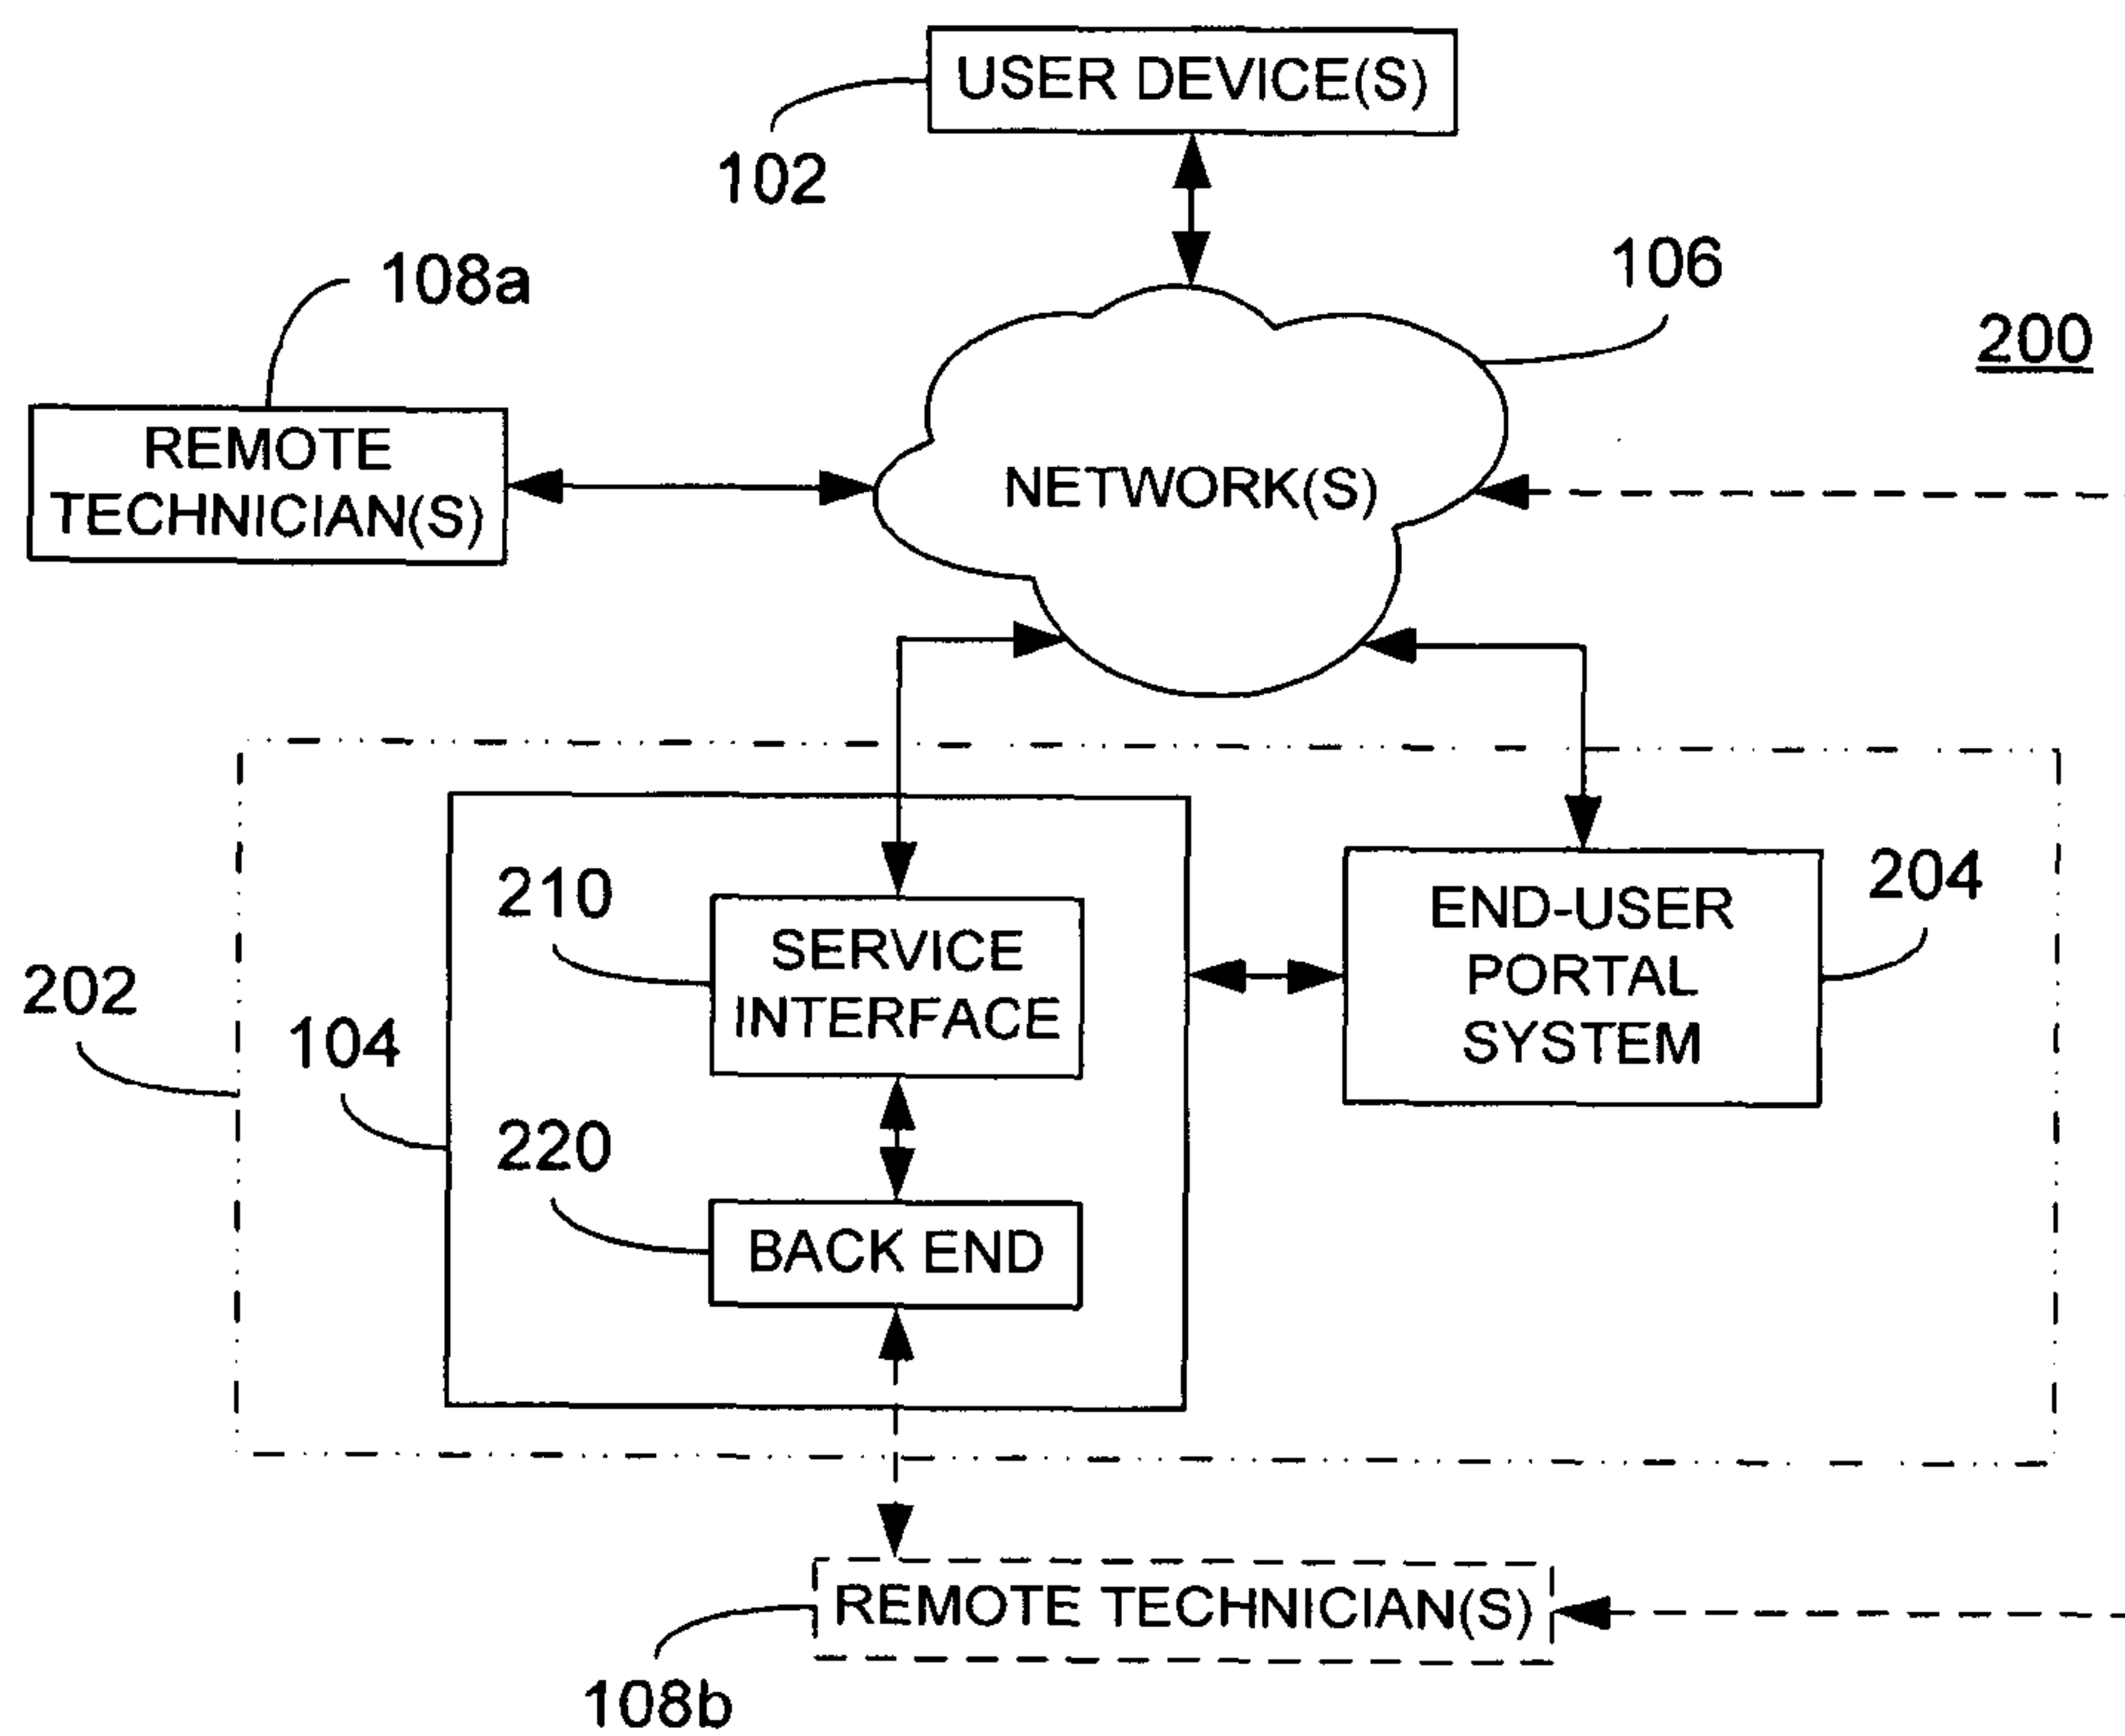 USER DEVICE(S)
102
108a
106
200
REMOTE
TECHNICIAN(S)
NETWORK(S)
210
SERVICE
INTERFACE
END-USER
PORTAL
SYSTEM
204
202
104
220
BACK END
REMOTE TECHNICIAN(S)
108b